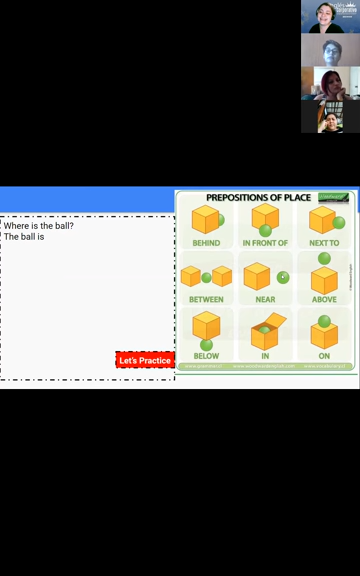 Where is the ball?
The ball is
Let's Practice
PREPOSITIONS OF PLACE
BEHIND
IN FRONT OF
NEXT TO
BETWEEN
NEAR
ABOVE
BELOW
IN
ON